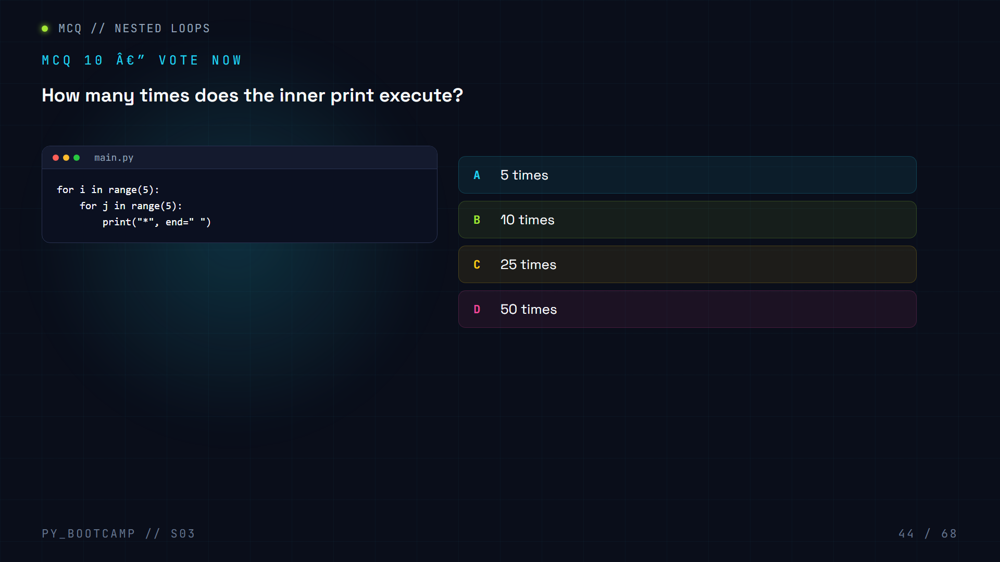 MCQ // NESTED LOOPS
MCQ 10 Â€” VOTE NOW
How many times does the inner print execute?
main.py
for i in range(5):
    for j in range(5):
        print("*", end=" ")
A 5 times
B 10 times
C 25 times
D 50 times
PY_BOOTCAMP // S03
44 / 68